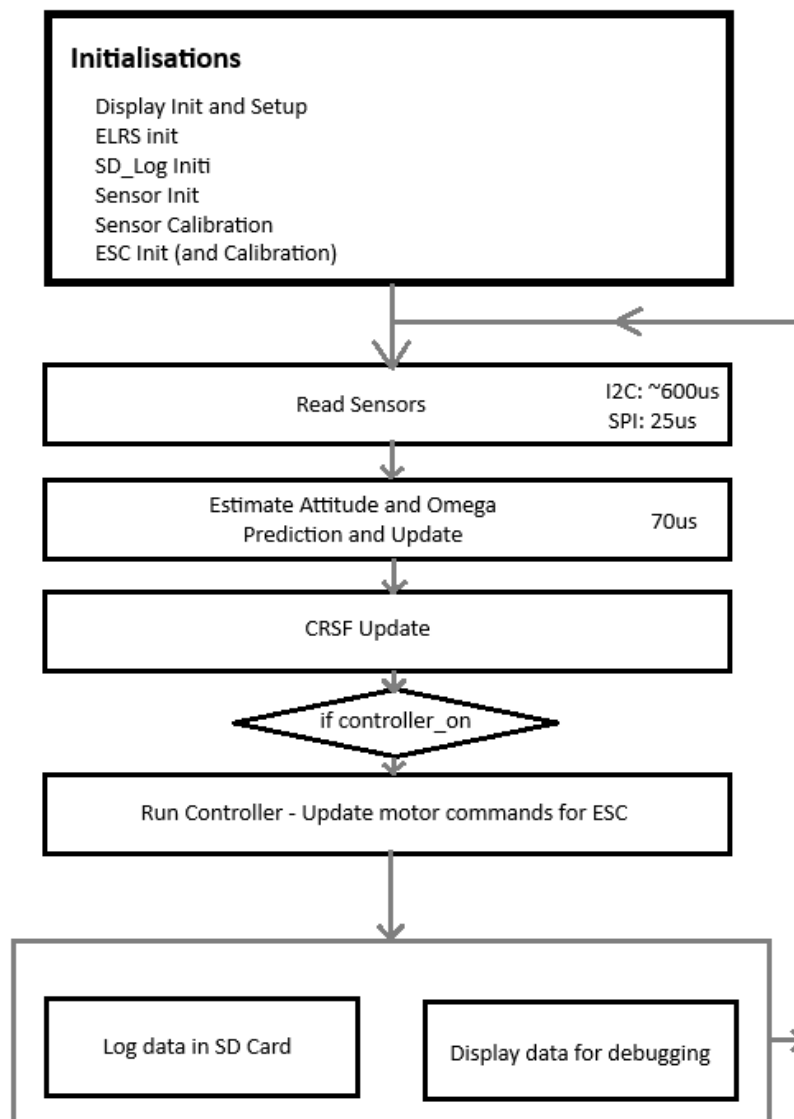 Initialisations
Display Init and Setup
ELRS init
SD_Log Initi
Sensor Init
Sensor Calibration
ESC Init (and Calibration)
Read Sensors
I2C: ~600us
SPI: 25us
Estimate Attitude and Omega
Prediction and Update
70us
CRSF Update
if controller_on
Run Controller - Update motor commands for ESC
Log data in SD Card
Display data for debugging